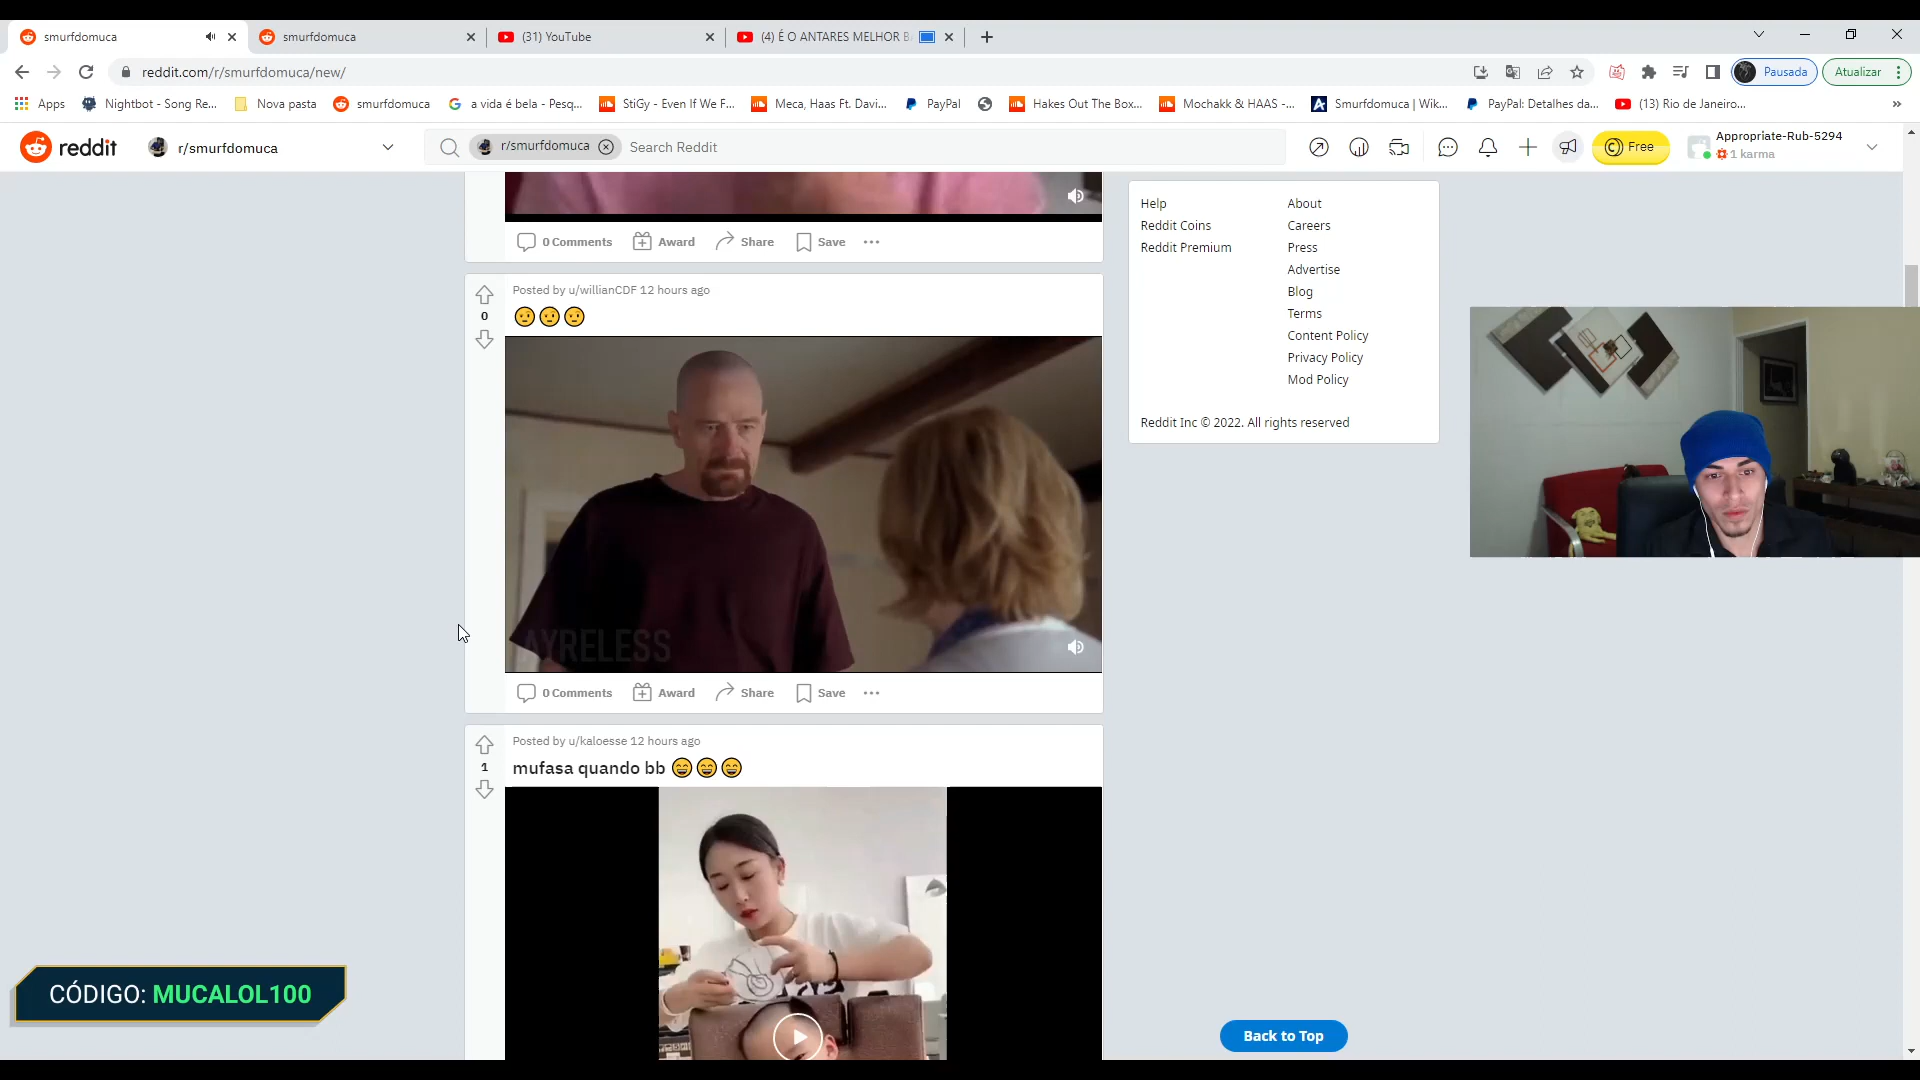 smurfdomuca
smurfdomuca
(31) YouTube
(4) É O ANTARES MELHOR B
reddit.com/r/smurfdomuca/new/
Pausada
Atualizar
Apps
Nightbot - Song Re...
Nova pasta
smurfdomuca
a vida é bela - Pesq...
StiGy - Even If We F...
Meca, Haas Ft. Davi...
PayPal
Hakes Out The Box...
Mochakk & HAAS -...
Smurfdomuca | Wik...
PayPal: Detalhes da...
(13) Rio de Janeiro...
reddit
r/smurfdomuca
r/smurfdomuca
Search Reddit
Free
Appropriate-Rub-5294
1 karma
0 Comments
Award
Share
Save
Posted by u/willianCDF 12 hours ago
0
AYRELESS
0 Comments
Award
Share
Save
Posted by u/kaloesse 12 hours ago
1
mufasa quando bb 😄😄😄
Help
Reddit Coins
Reddit Premium
About
Careers
Press
Advertise
Blog
Terms
Content Policy
Privacy Policy
Mod Policy
Reddit Inc © 2022. All rights reserved
CÓDIGO: MUCALOL100
Back to Top